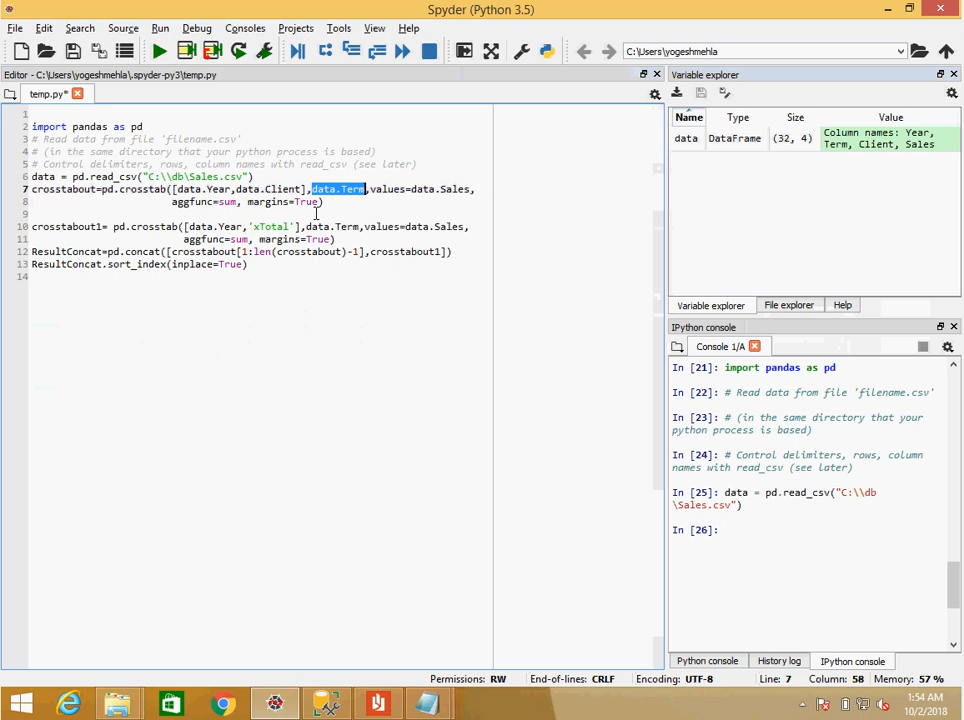 Spyder (Python 3.5)
File Edit Search Source Run Debug Consoles Projects Tools View Help
C:\Users\yogeshmehla
Editor - C:\Users\yogeshmehla\.spyder-py3\temp.py
temp.py*
1
2 import pandas as pd
3 # Read data from file 'filename.csv'
4 # (in the same directory that your python process is based)
5 # Control delimiters, rows, column names with read_csv (see later)
6 data = pd.read_csv("C:\\db\Sales.csv")
7 crosstabout=pd.crosstab([data.Year,data.Client],data.Term,values=data.Sales,
8 aggfunc=sum, margins=True)
9
10 crosstabout1= pd.crosstab([data.Year,'xTotal'],data.Term,values=data.Sales,
11 aggfunc=sum, margins=True)
12 ResultConcat=pd.concat([crosstabout[1:len(crosstabout)-1],crosstabout1])
13 ResultConcat.sort_index(inplace=True)
14
Variable explorer
Name Type Size Value
data DataFrame (32, 4) Column names: Year,
Term, Client, Sales
Variable explorer File explorer Help
IPython console
Console 1/A
In [21]: import pandas as pd
In [22]: # Read data from file 'filename.csv'
In [23]: # (in the same directory that your
python process is based)
In [24]: # Control delimiters, rows, column
names with read_csv (see later)
In [25]: data = pd.read_csv("C:\\db
\Sales.csv")
In [26]:
Python console History log IPython console
Permissions: RW End-of-lines: CRLF Encoding: UTF-8 Line: 7 Column: 58 Memory: 57 %
1:54 AM
10/2/2018